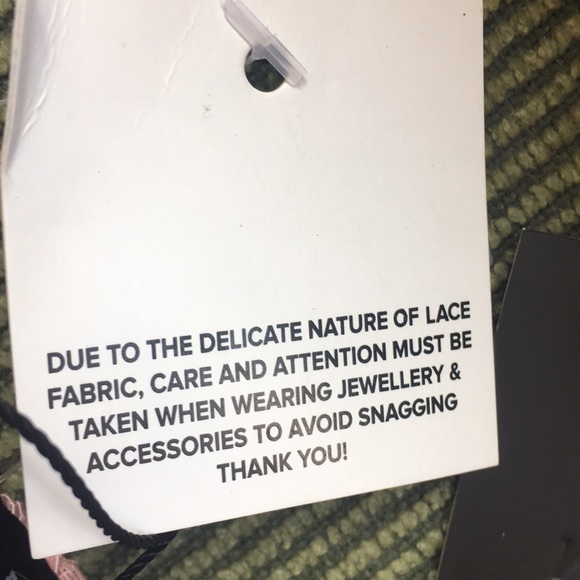 DUE TO THE DELICATE NATURE OF LACE
FABRIC, CARE AND ATTENTION MUST BE
TAKEN WHEN WEARING JEWELLERY &
ACCESSORIES TO AVOID SNAGGING
THANK YOU!